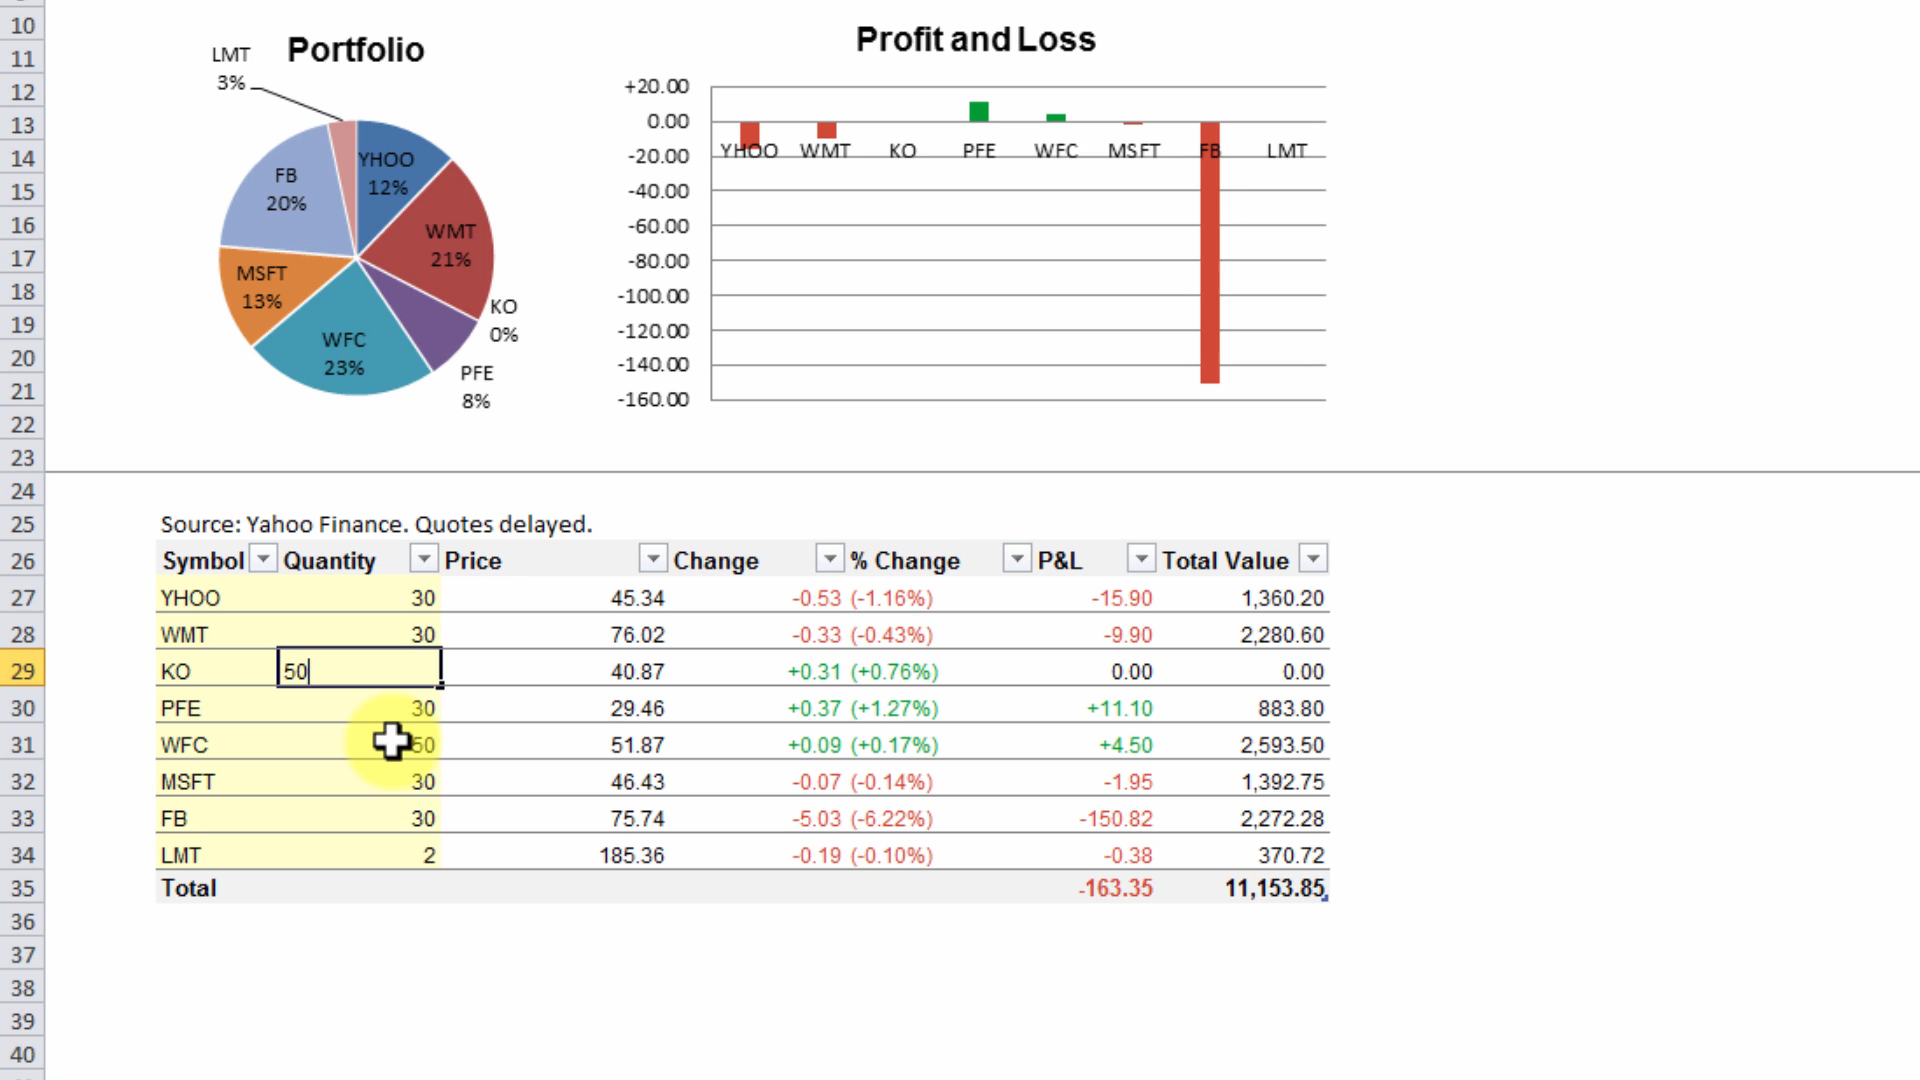 Portfolio
LMT
3%
YHOO
12%
FB
20%
WMT
21%
MSFT
13%
KO
0%
WFC
23%
PFE
8%
Profit and Loss
+20.00
0.00
-20.00
-40.00
-60.00
-80.00
-100.00
-120.00
-140.00
-160.00
YHOO WMT KO PFE WFC MSFT FB LMT
10
11
12
13
14
15
16
17
18
19
20
21
22
23
24
25 Source: Yahoo Finance. Quotes delayed.
26 Symbol Quantity Price Change % Change P&L Total Value
27 YHOO 30 45.34 -0.53 (-1.16%) -15.90 1,360.20
28 WMT 30 76.02 -0.33 (-0.43%) -9.90 2,280.60
29 KO 50 40.87 +0.31 (+0.76%) 0.00 0.00
30 PFE 30 29.46 +0.37 (+1.27%) +11.10 883.80
31 WFC 50 51.87 +0.09 (+0.17%) +4.50 2,593.50
32 MSFT 30 46.43 -0.07 (-0.14%) -1.95 1,392.75
33 FB 30 75.74 -5.03 (-6.22%) -150.82 2,272.28
34 LMT 2 185.36 -0.19 (-0.10%) -0.38 370.72
35 Total -163.35 11,153.85
36
37
38
39
40